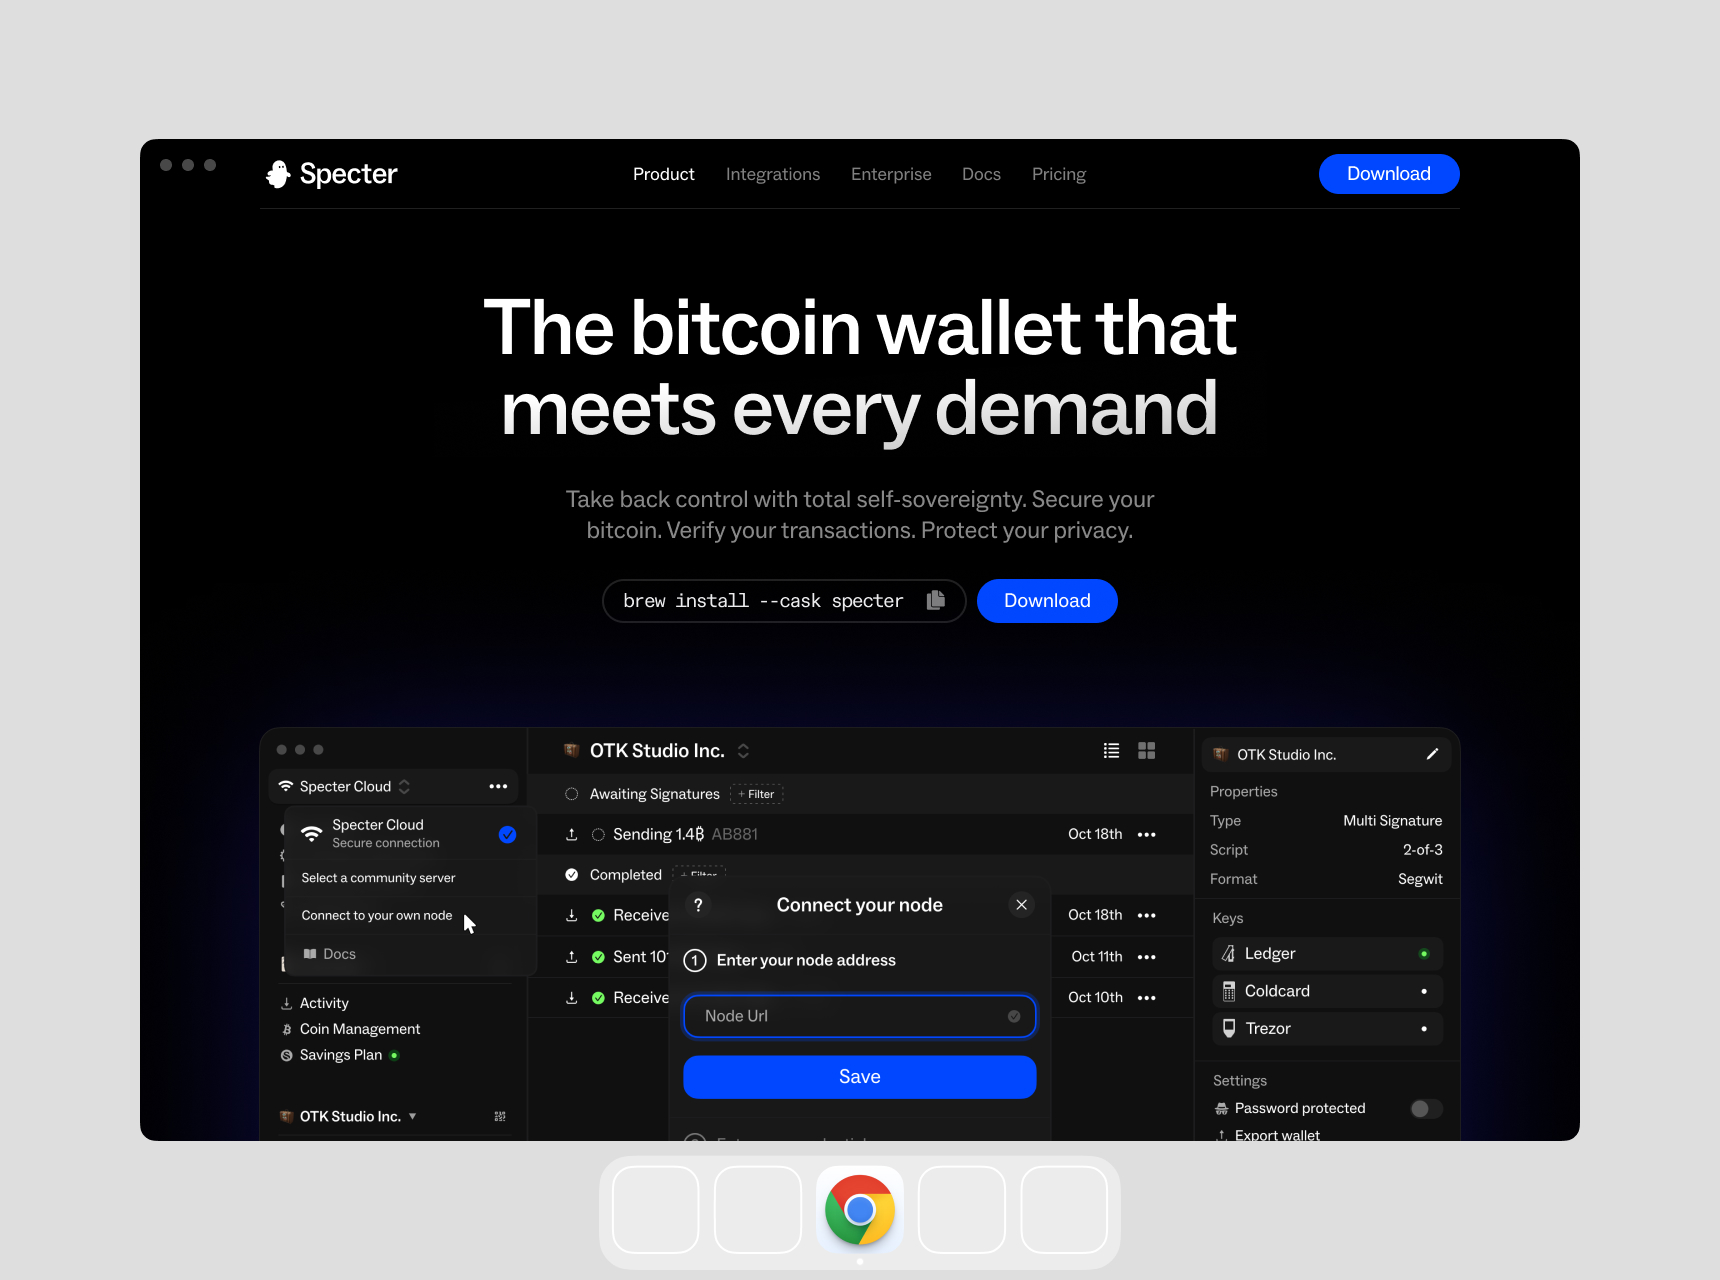 Specter
Product
Integrations
Enterprise
Docs
Pricing
Download
The bitcoin wallet that
meets every demand
Take back control with total self-sovereignty. Secure your
bitcoin. Verify your transactions. Protect your privacy.
brew install --cask specter
Download
Specter Cloud
Specter Cloud
Secure connection
Select a community server
Connect to your own node
Docs
Activity
Coin Management
Savings Plan
OTK Studio Inc.
OTK Studio Inc.
Awaiting Signatures
+ Filter
Sending 1.4₿ AB881
Oct 18th
Completed
+ Filter
Receive
Oct 18th
Sent 10
Oct 11th
Receive
Oct 10th
?
Connect your node
1 Enter your node address
Node Url
Save
OTK Studio Inc.
Properties
Type Multi Signature
Script 2-of-3
Format Segwit
Keys
Ledger
Coldcard
Trezor
Settings
Password protected
Export wallet